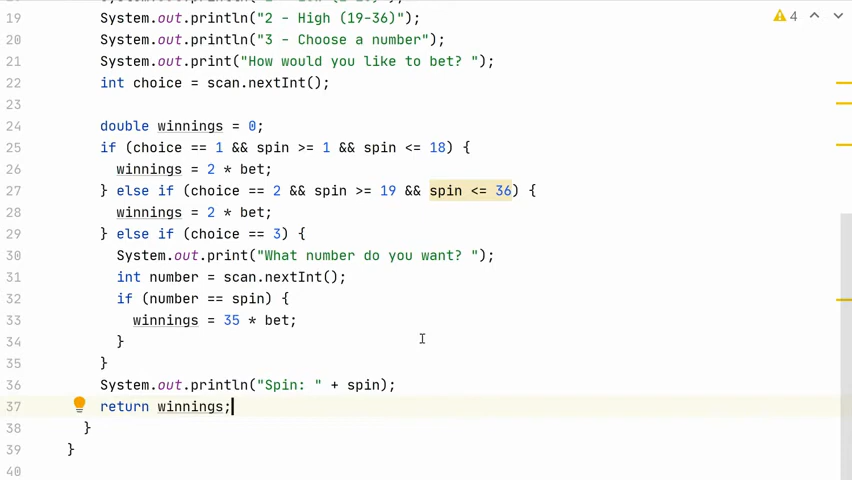 19 System.out.println("2 - High (19-36)");
20 System.out.println("3 - Choose a number");
21 System.out.print("How would you like to bet? ");
22 int choice = scan.nextInt();
23
24 double winnings = 0;
25 if (choice == 1 && spin >= 1 && spin <= 18) {
26 winnings = 2 * bet;
27 } else if (choice == 2 && spin >= 19 && spin <= 36) {
28 winnings = 2 * bet;
29 } else if (choice == 3) {
30 System.out.print("What number do you want? ");
31 int number = scan.nextInt();
32 if (number == spin) {
33 winnings = 35 * bet;
34 }
35 }
36 System.out.println("Spin: " + spin);
37 return winnings;
38 }
39 }
40
4